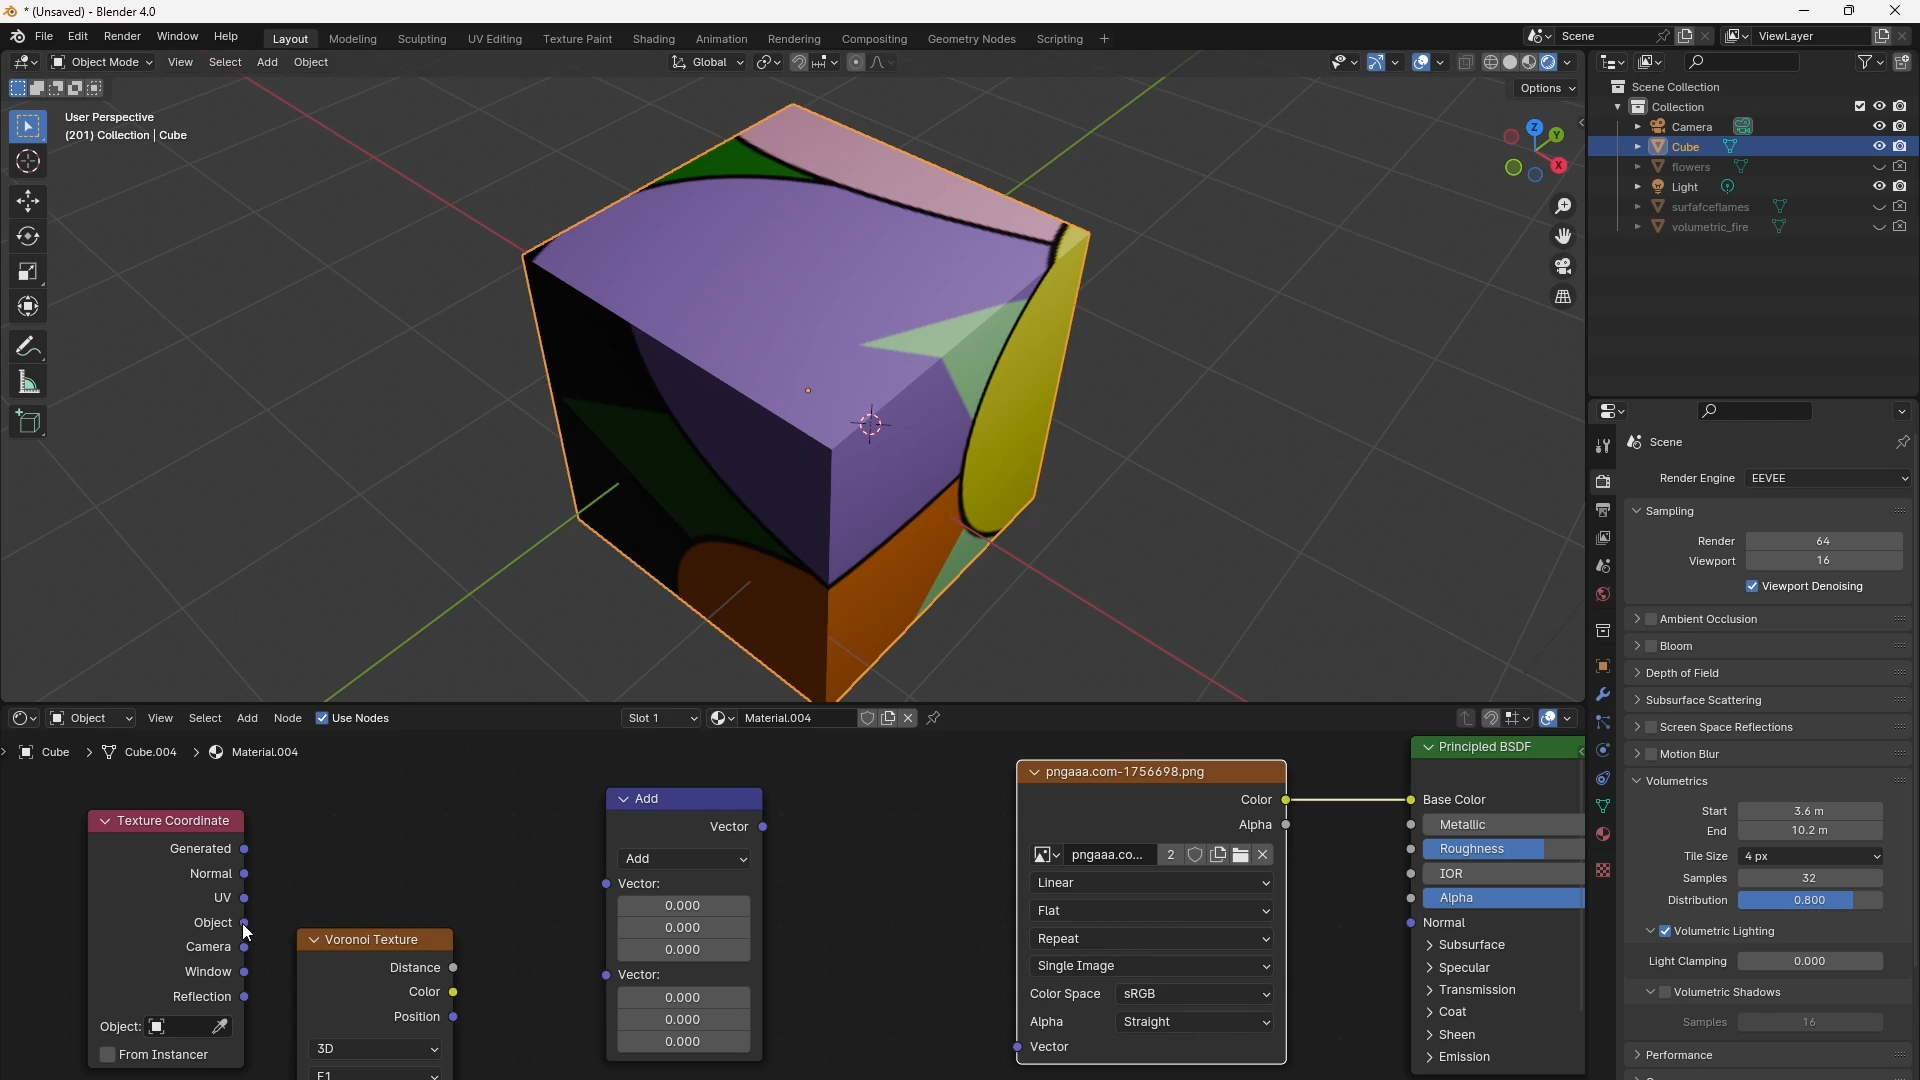 * (Unsaved) - Blender 4.0
File Edit Render Window Help Layout Modeling Sculpting UV Editing Texture Paint Shading Animation Rendering Compositing Geometry Nodes Scripting + Scene ViewLayer
Object Mode View Select Add Object Global
Options
User Perspective
(201) Collection | Cube
Z
Y
X
Scene Collection
Collection
Camera
Cube
flowers
Light
surfafceflames
volumetric_fire
Scene
Render Engine EEVEE
Sampling
Render 64
Viewport 16
Viewport Denoising
Ambient Occlusion
Bloom
Depth of Field
Subsurface Scattering
Screen Space Reflections
Motion Blur
Volumetrics
Start 3.6 m
End 10.2 m
Tile Size 4 px
Samples 32
Distribution 0.800
Volumetric Lighting
Light Clamping 0.000
Volumetric Shadows
Samples 16
Performance
Object View Select Add Node Use Nodes Slot 1 Material.004
Cube Cube.004 Material.004
Texture Coordinate
Generated
Normal
UV
Object
Camera
Window
Reflection
Object:
From Instancer
Voronoi Texture
Distance
Color
Position
3D
F1
Add
Vector
Add
Vector:
0.000
0.000
0.000
Vector:
0.000
0.000
0.000
pngaaa.com-1756698.png
Color
Alpha
pngaaa.co... 2
Linear
Flat
Repeat
Single Image
Color Space sRGB
Alpha Straight
Vector
Principled BSDF
Base Color
Metallic
Roughness
IOR
Alpha
Normal
Subsurface
Specular
Transmission
Coat
Sheen
Emission